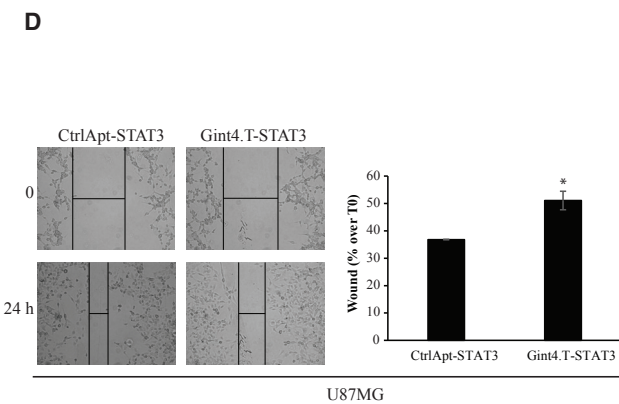 D
CtrlApt-STAT3 Gint4.T-STAT3
0
24 h
Wound (% over T0)
60
50
40
30
20
10
0
*
CtrlApt-STAT3 Gint4.T-STAT3
U87MG